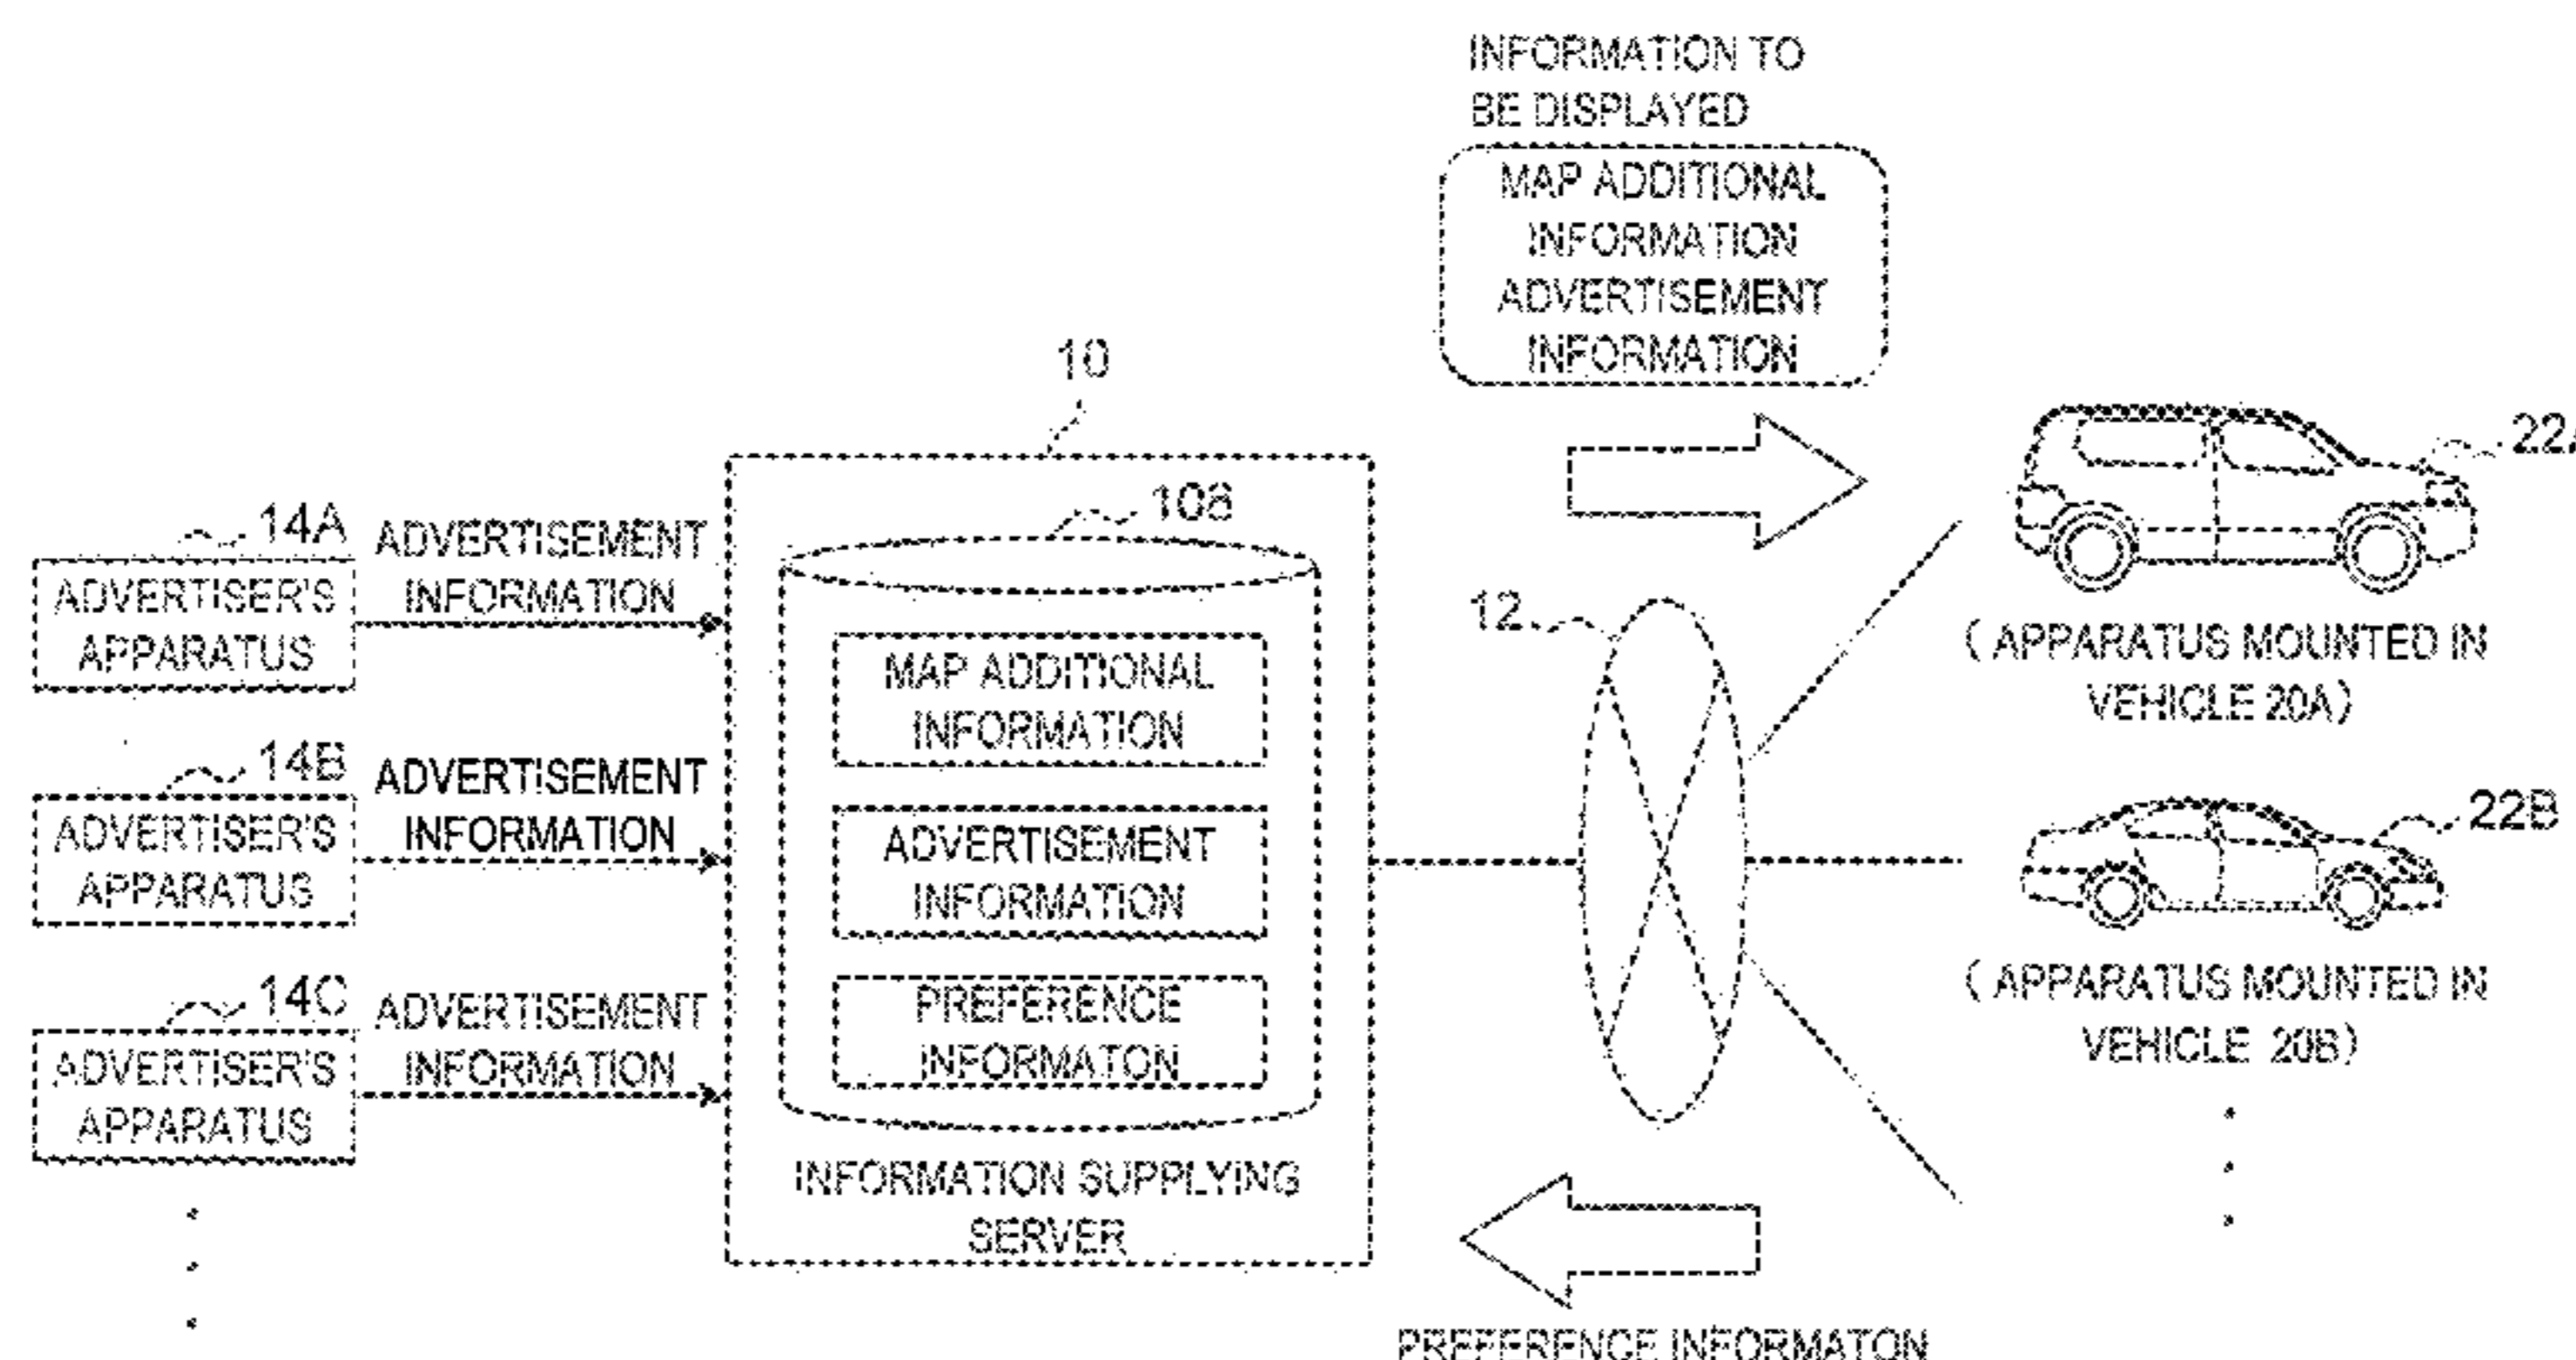 INFORMATION TO
BE DISPLAYED
MAP ADDITIONAL
INFORMATION
ADVERTISEMENT
INFORMATION
10
108
22A
14A
ADVERTISEMENT
INFORMATION
ADVERTISER'S
APPARATUS
14B
ADVERTISEMENT
INFORMATION
ADVERTISER'S
APPARATUS
14C
ADVERTISEMENT
INFORMATION
ADVERTISER'S
APPARATUS
MAP ADDITIONAL
INFORMATION
ADVERTISEMENT
INFORMATION
PREFERENCE
INFORMATON
INFORMATION SUPPLYING
SERVER
12
( APPARATUS MOUNTED IN
VEHICLE 20A)
22B
( APPARATUS MOUNTED IN
VEHICLE 20B)
PREFERENCE INFORMATON